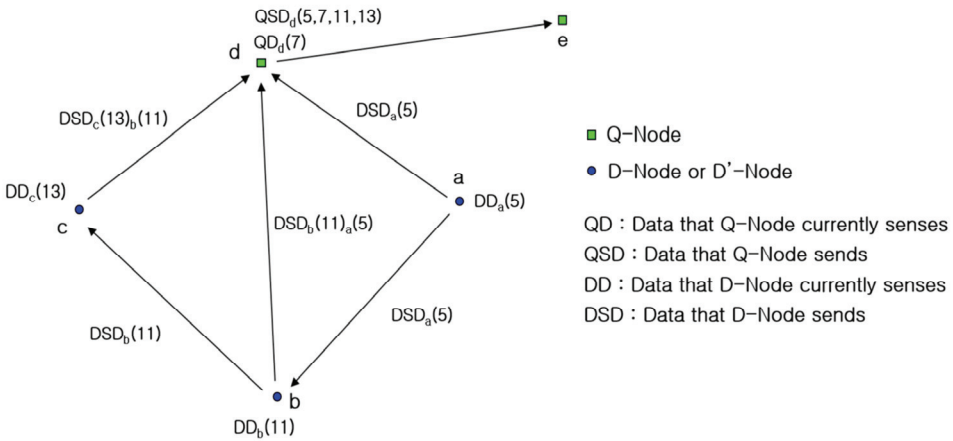 QSDd(5,7,11,13)
QDd(7)
d
e
DSDc(13)b(11)
DSDa(5)
Q-Node
D-Node or D'-Node
a
DDc(13)
DDa(5)
c
DSDb(11)a(5)
QD : Data that Q-Node currently senses
QSD : Data that Q-Node sends
DD : Data that D-Node currently senses
DSD : Data that D-Node sends
DSDb(11)
DSDa(5)
b
DDb(11)